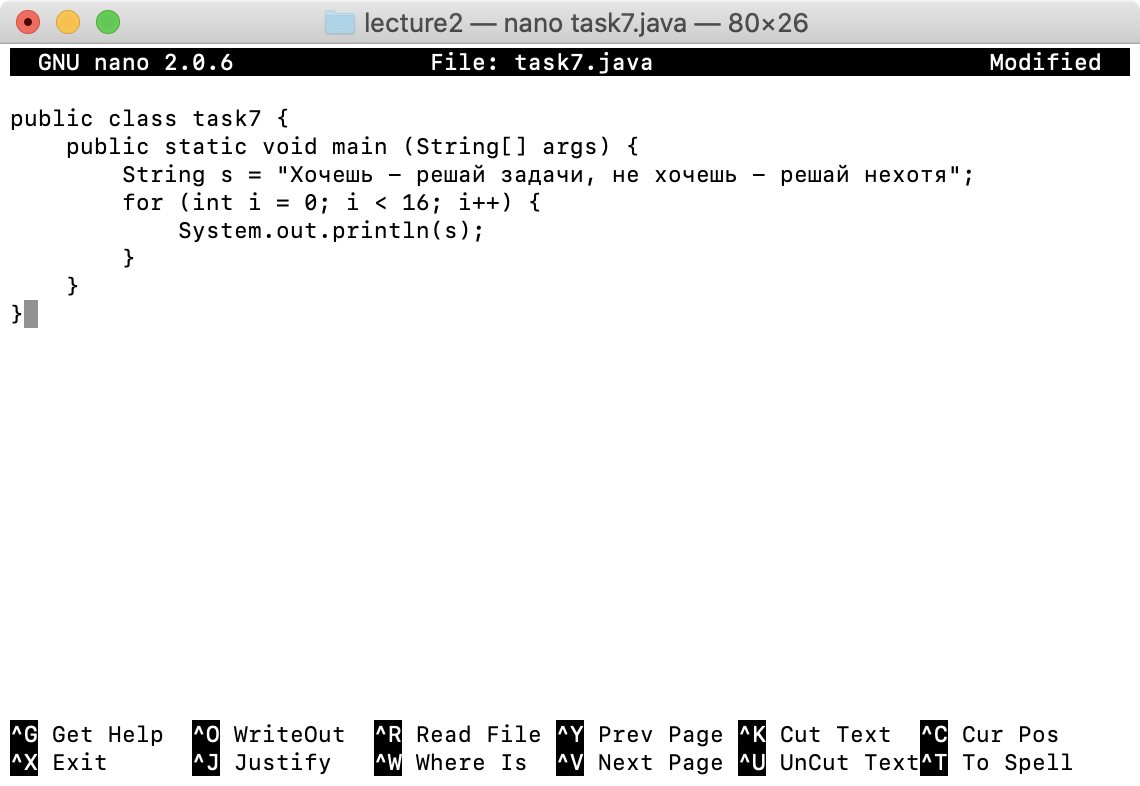 lecture2 — nano task7.java — 80×26
GNU nano 2.0.6 File: task7.java Modified
public class task7 {
    public static void main (String[] args) {
        String s = "Хочешь – решай задачи, не хочешь – решай нехотя";
        for (int i = 0; i < 16; i++) {
            System.out.println(s);
        }
    }
}
^G Get Help ^O WriteOut ^R Read File ^Y Prev Page ^K Cut Text ^C Cur Pos
^X Exit ^J Justify ^W Where Is ^V Next Page ^U UnCut Text ^T To Spell